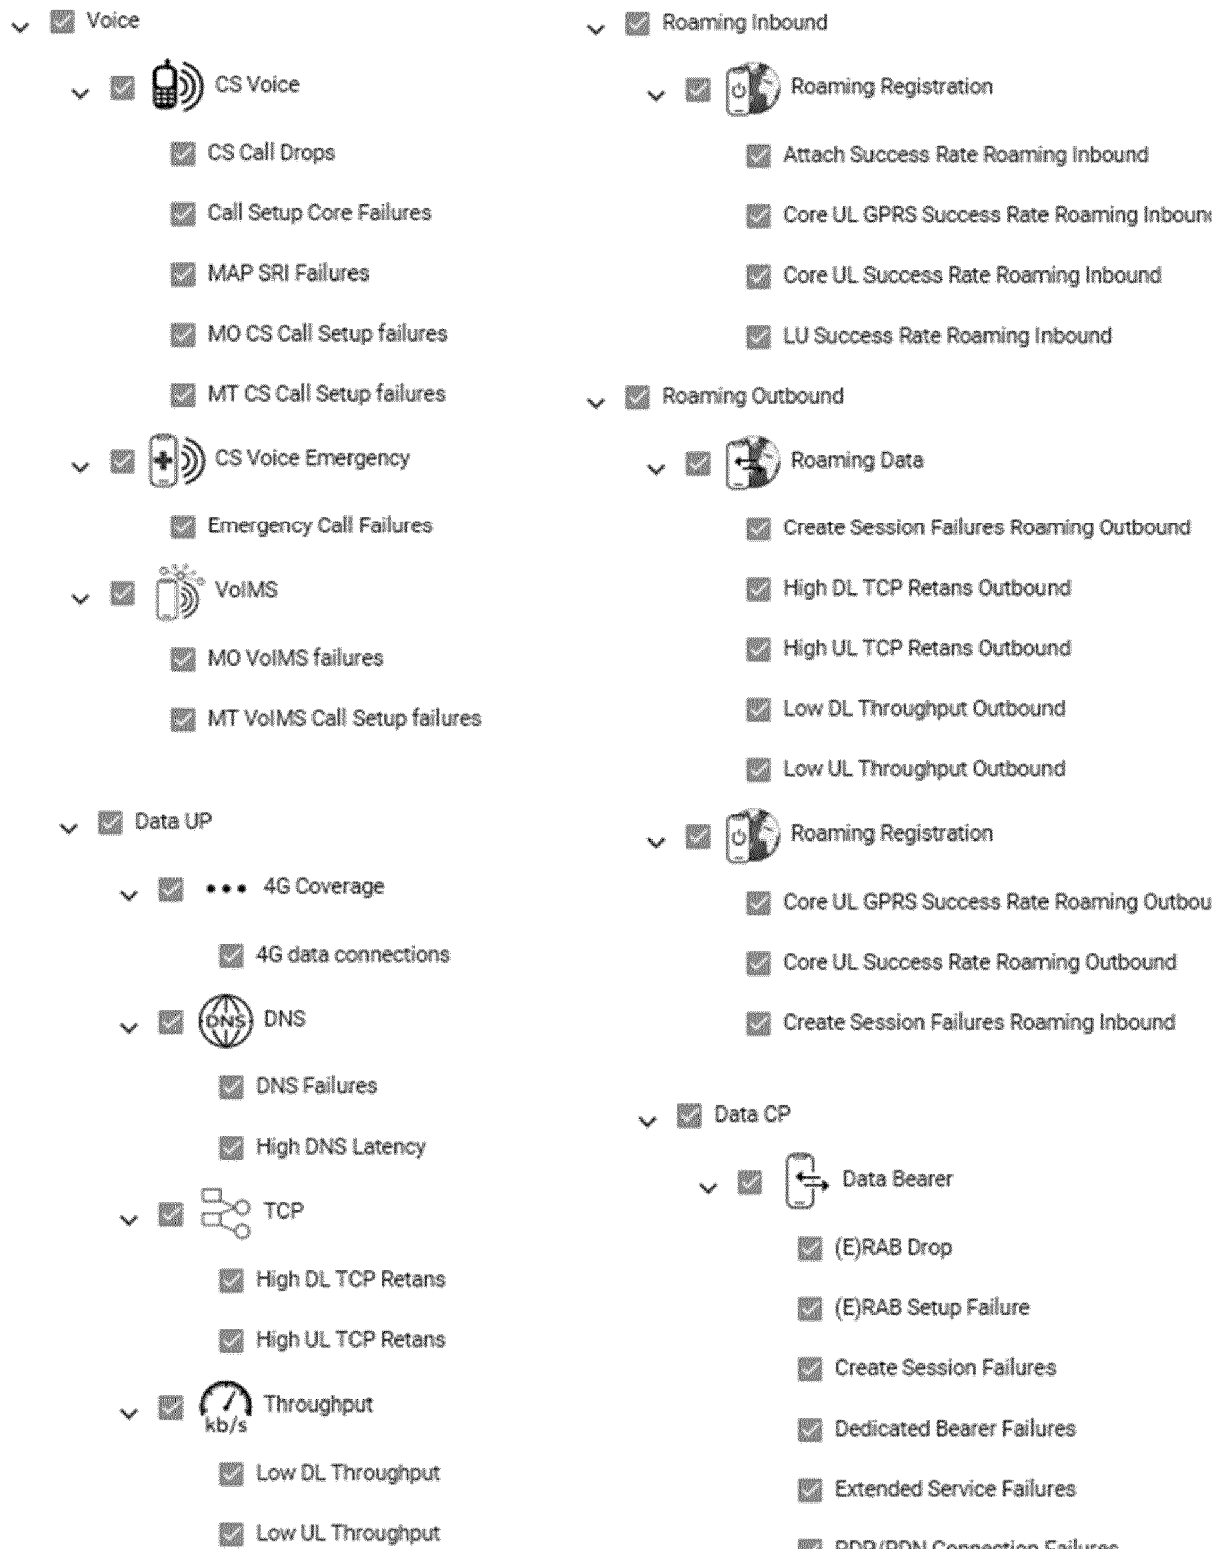 Voice
CS Voice
CS Call Drops
Call Setup Core Failures
MAP SRI Failures
MO CS Call Setup failures
MT CS Call Setup failures
CS Voice Emergency
Emergency Call Failures
VoIMS
MO VoIMS failures
MT VoIMS Call Setup failures
Data UP
4G Coverage
4G data connections
DNS
DNS
DNS Failures
High DNS Latency
TCP
High DL TCP Retans
High UL TCP Retans
Throughput
kb/s
Low DL Throughput
Low UL Throughput
Roaming Inbound
Roaming Registration
Attach Success Rate Roaming Inbound
Core UL GPRS Success Rate Roaming Inboun
Core UL Success Rate Roaming Inbound
LU Success Rate Roaming Inbound
Roaming Outbound
Roaming Data
Create Session Failures Roaming Outbound
High DL TCP Retans Outbound
High UL TCP Retans Outbound
Low DL Throughput Outbound
Low UL Throughput Outbound
Roaming Registration
Core UL GPRS Success Rate Roaming Outbou
Core UL Success Rate Roaming Outbound
Create Session Failures Roaming Inbound
Data CP
Data Bearer
(E)RAB Drop
(E)RAB Setup Failure
Create Session Failures
Dedicated Bearer Failures
Extended Service Failures
PDP/PDN Connection Failures